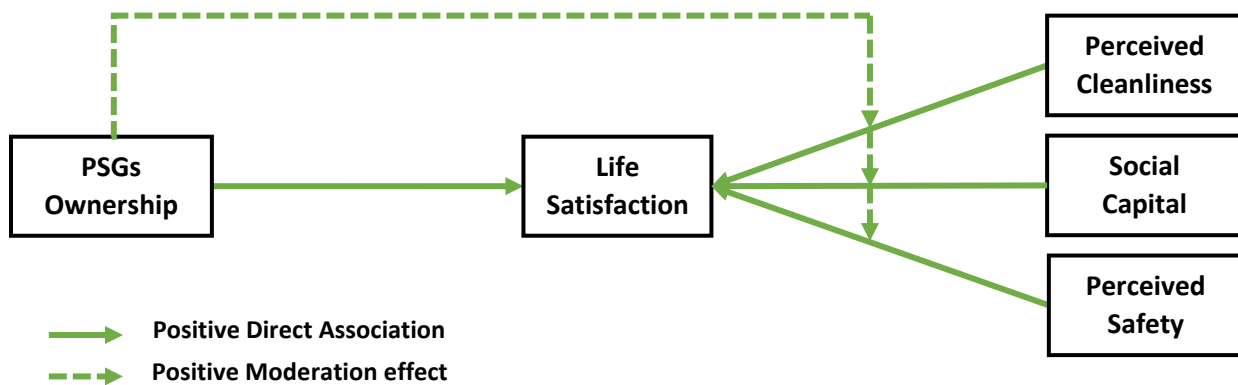 PSGs
Ownership
Life
Satisfaction
Perceived
Cleanliness
Social
Capital
Perceived
Safety
Positive Direct Association
Positive Moderation effect